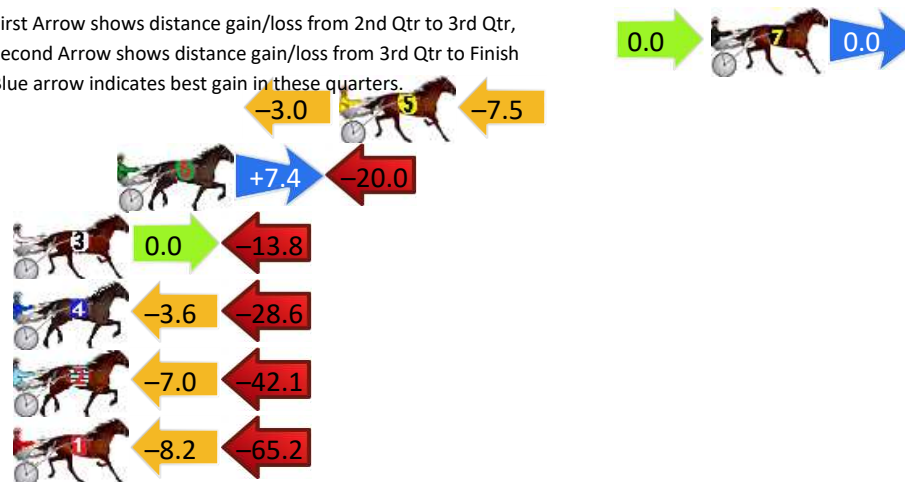 irst Arrow shows distance gain/loss from 2nd Qtr to 3rd Qtr,
econd Arrow shows distance gain/loss from 3rd Qtr to Finish
Blue arrow indicates best gain in these quarters.
0.0 7 0.0
–3.0 5 –7.5
6 +7.4 –20.0
3 0.0 –13.8
4 –3.6 –28.6
2 –7.0 –42.1
1 –8.2 –65.2